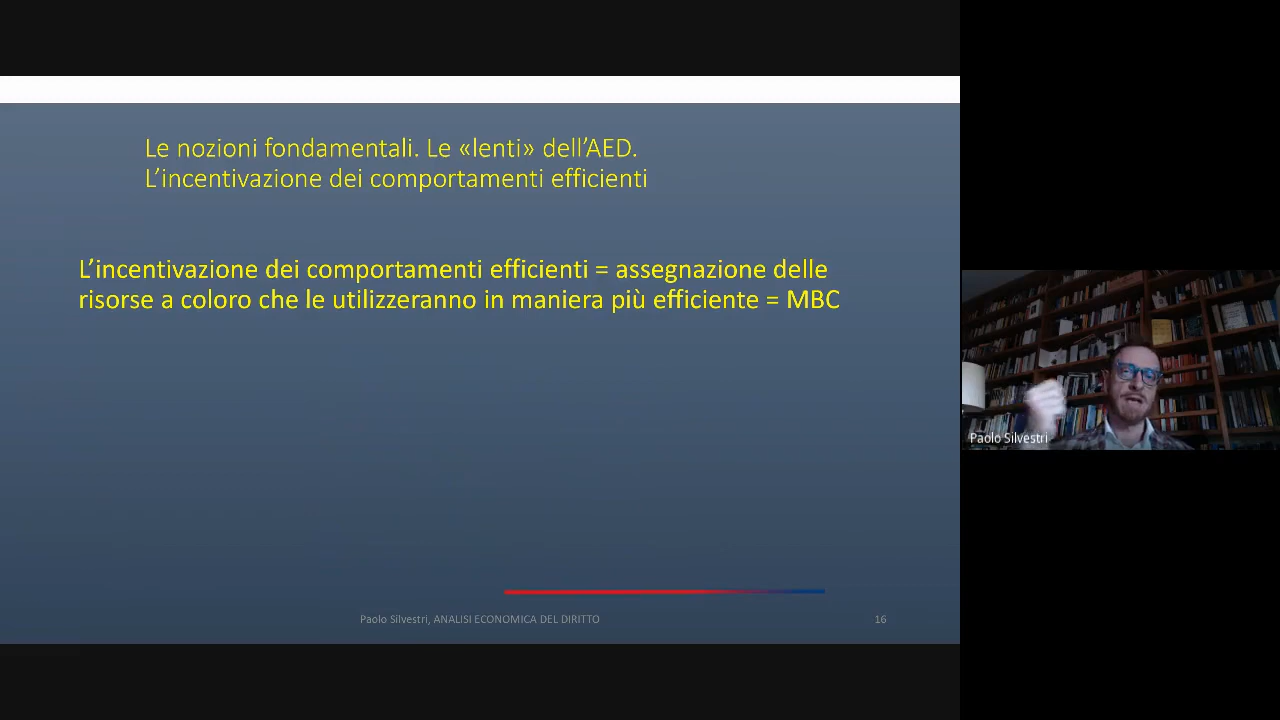 Le nozioni fondamentali. Le «lenti» dell'AED.
L'incentivazione dei comportamenti efficienti
L'incentivazione dei comportamenti efficienti = assegnazione delle
risorse a coloro che le utilizzeranno in maniera più efficiente = MBC
Paolo Silvestri, ANALISI ECONOMICA DEL DIRITTO
16
Paolo Silvestri